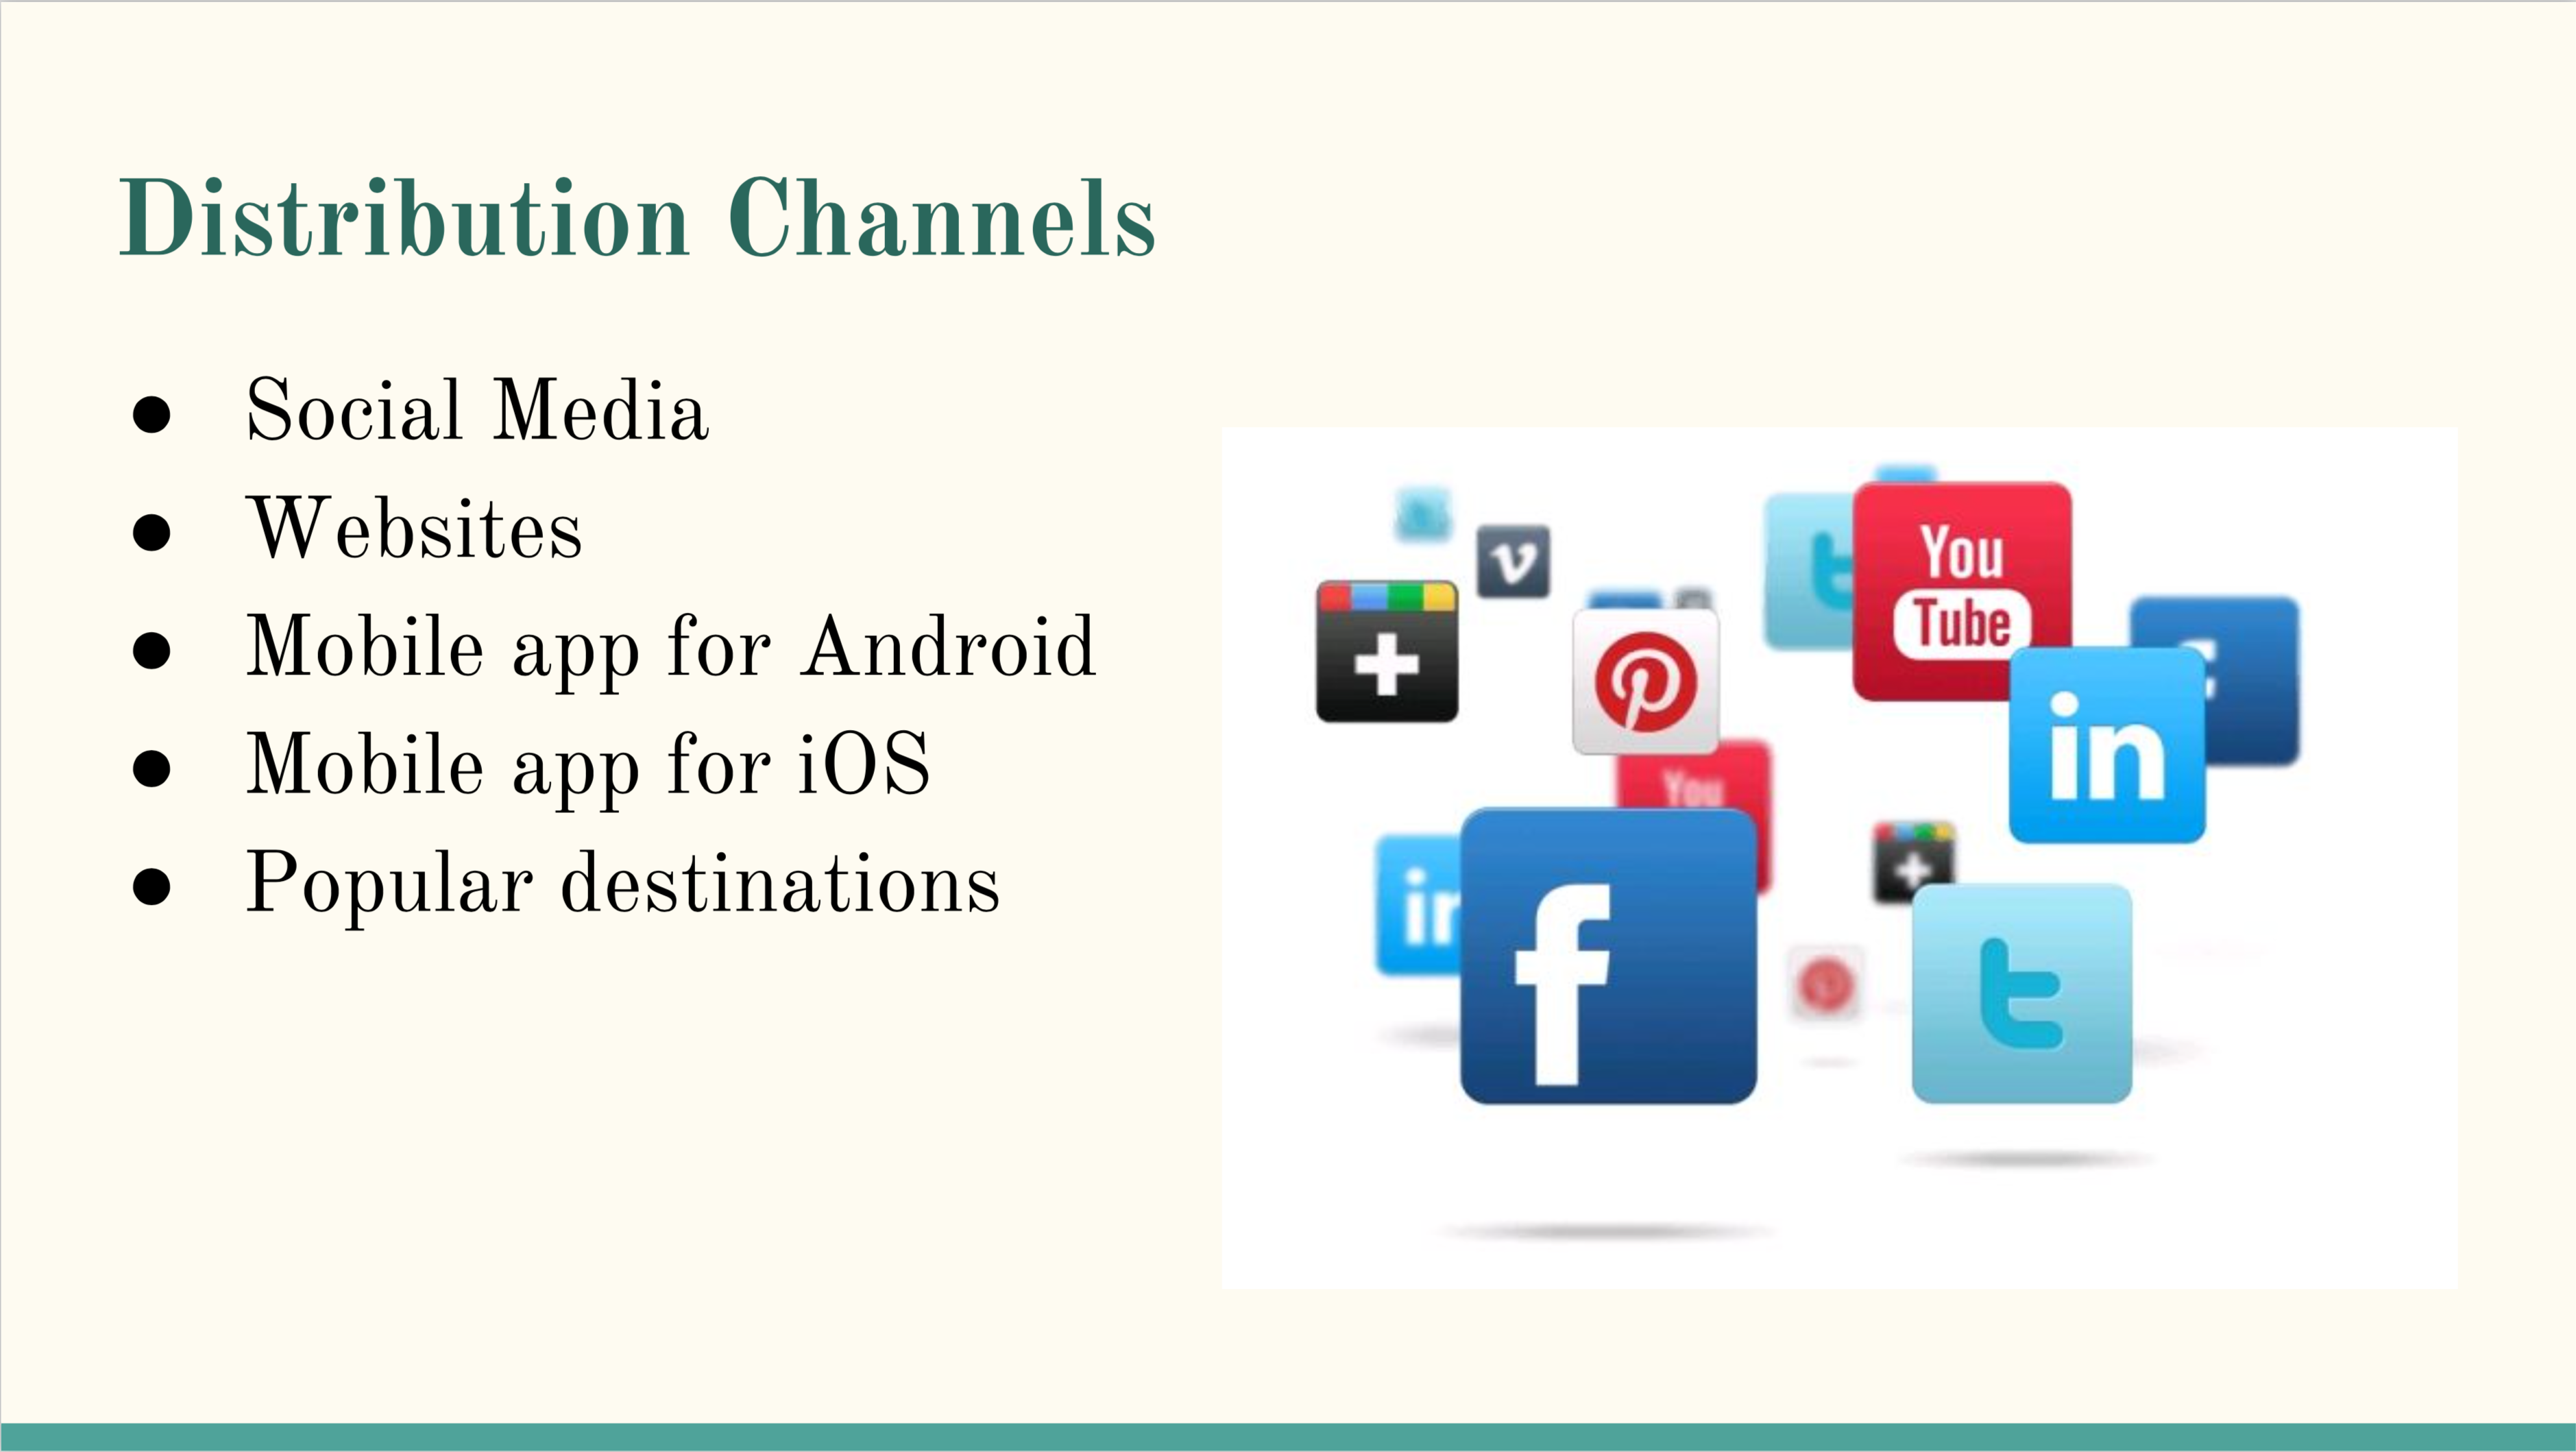 Distribution Channels
● Social Media
● Websites
● Mobile app for Android
● Mobile app for iOS
● Popular destinations
You
Tube
in
You
in
f
t
t